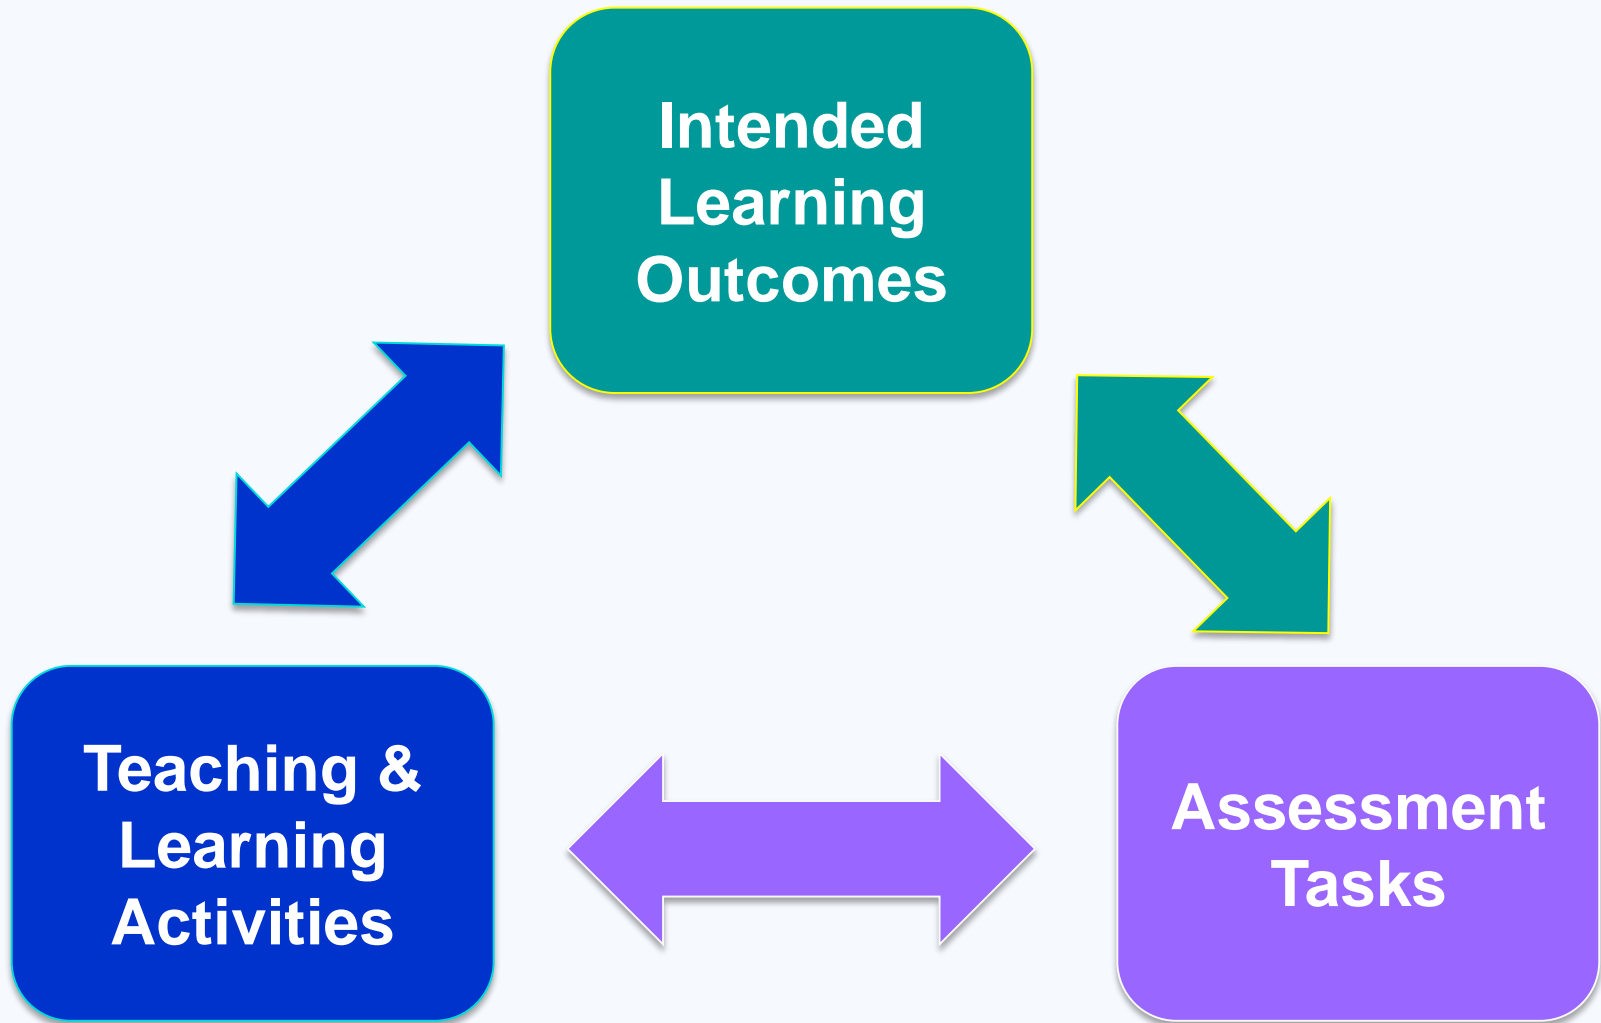 Intended
Learning
Outcomes
Teaching &
Learning
Activities
Assessment
Tasks